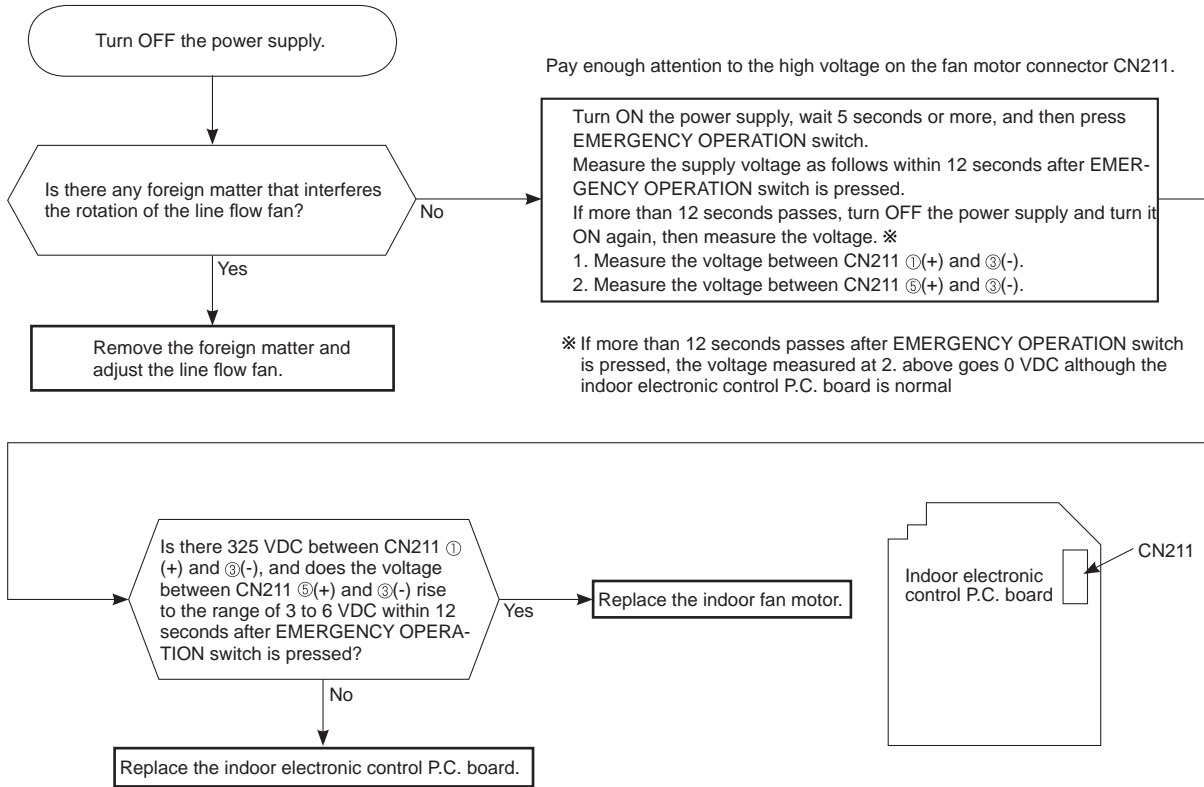 Turn OFF the power supply.
Is there any foreign matter that interferes
the rotation of the line flow fan?
No
Yes
Remove the foreign matter and
adjust the line flow fan.
Pay enough attention to the high voltage on the fan motor connector CN211.
Turn ON the power supply, wait 5 seconds or more, and then press
EMERGENCY OPERATION switch.
Measure the supply voltage as follows within 12 seconds after EMER-
GENCY OPERATION switch is pressed.
If more than 12 seconds passes, turn OFF the power supply and turn it
ON again, then measure the voltage. ※
1. Measure the voltage between CN211 ①(+) and ③(-).
2. Measure the voltage between CN211 ⑤(+) and ③(-).
※ If more than 12 seconds passes after EMERGENCY OPERATION switch
is pressed, the voltage measured at 2. above goes 0 VDC although the
indoor electronic control P.C. board is normal
Is there 325 VDC between CN211 ①
(+) and ③(-), and does the voltage
between CN211 ⑤(+) and ③(-) rise
to the range of 3 to 6 VDC within 12
seconds after EMERGENCY OPERA-
TION switch is pressed?
Yes
Replace the indoor fan motor.
No
Replace the indoor electronic control P.C. board.
CN211
Indoor electronic
control P.C. board